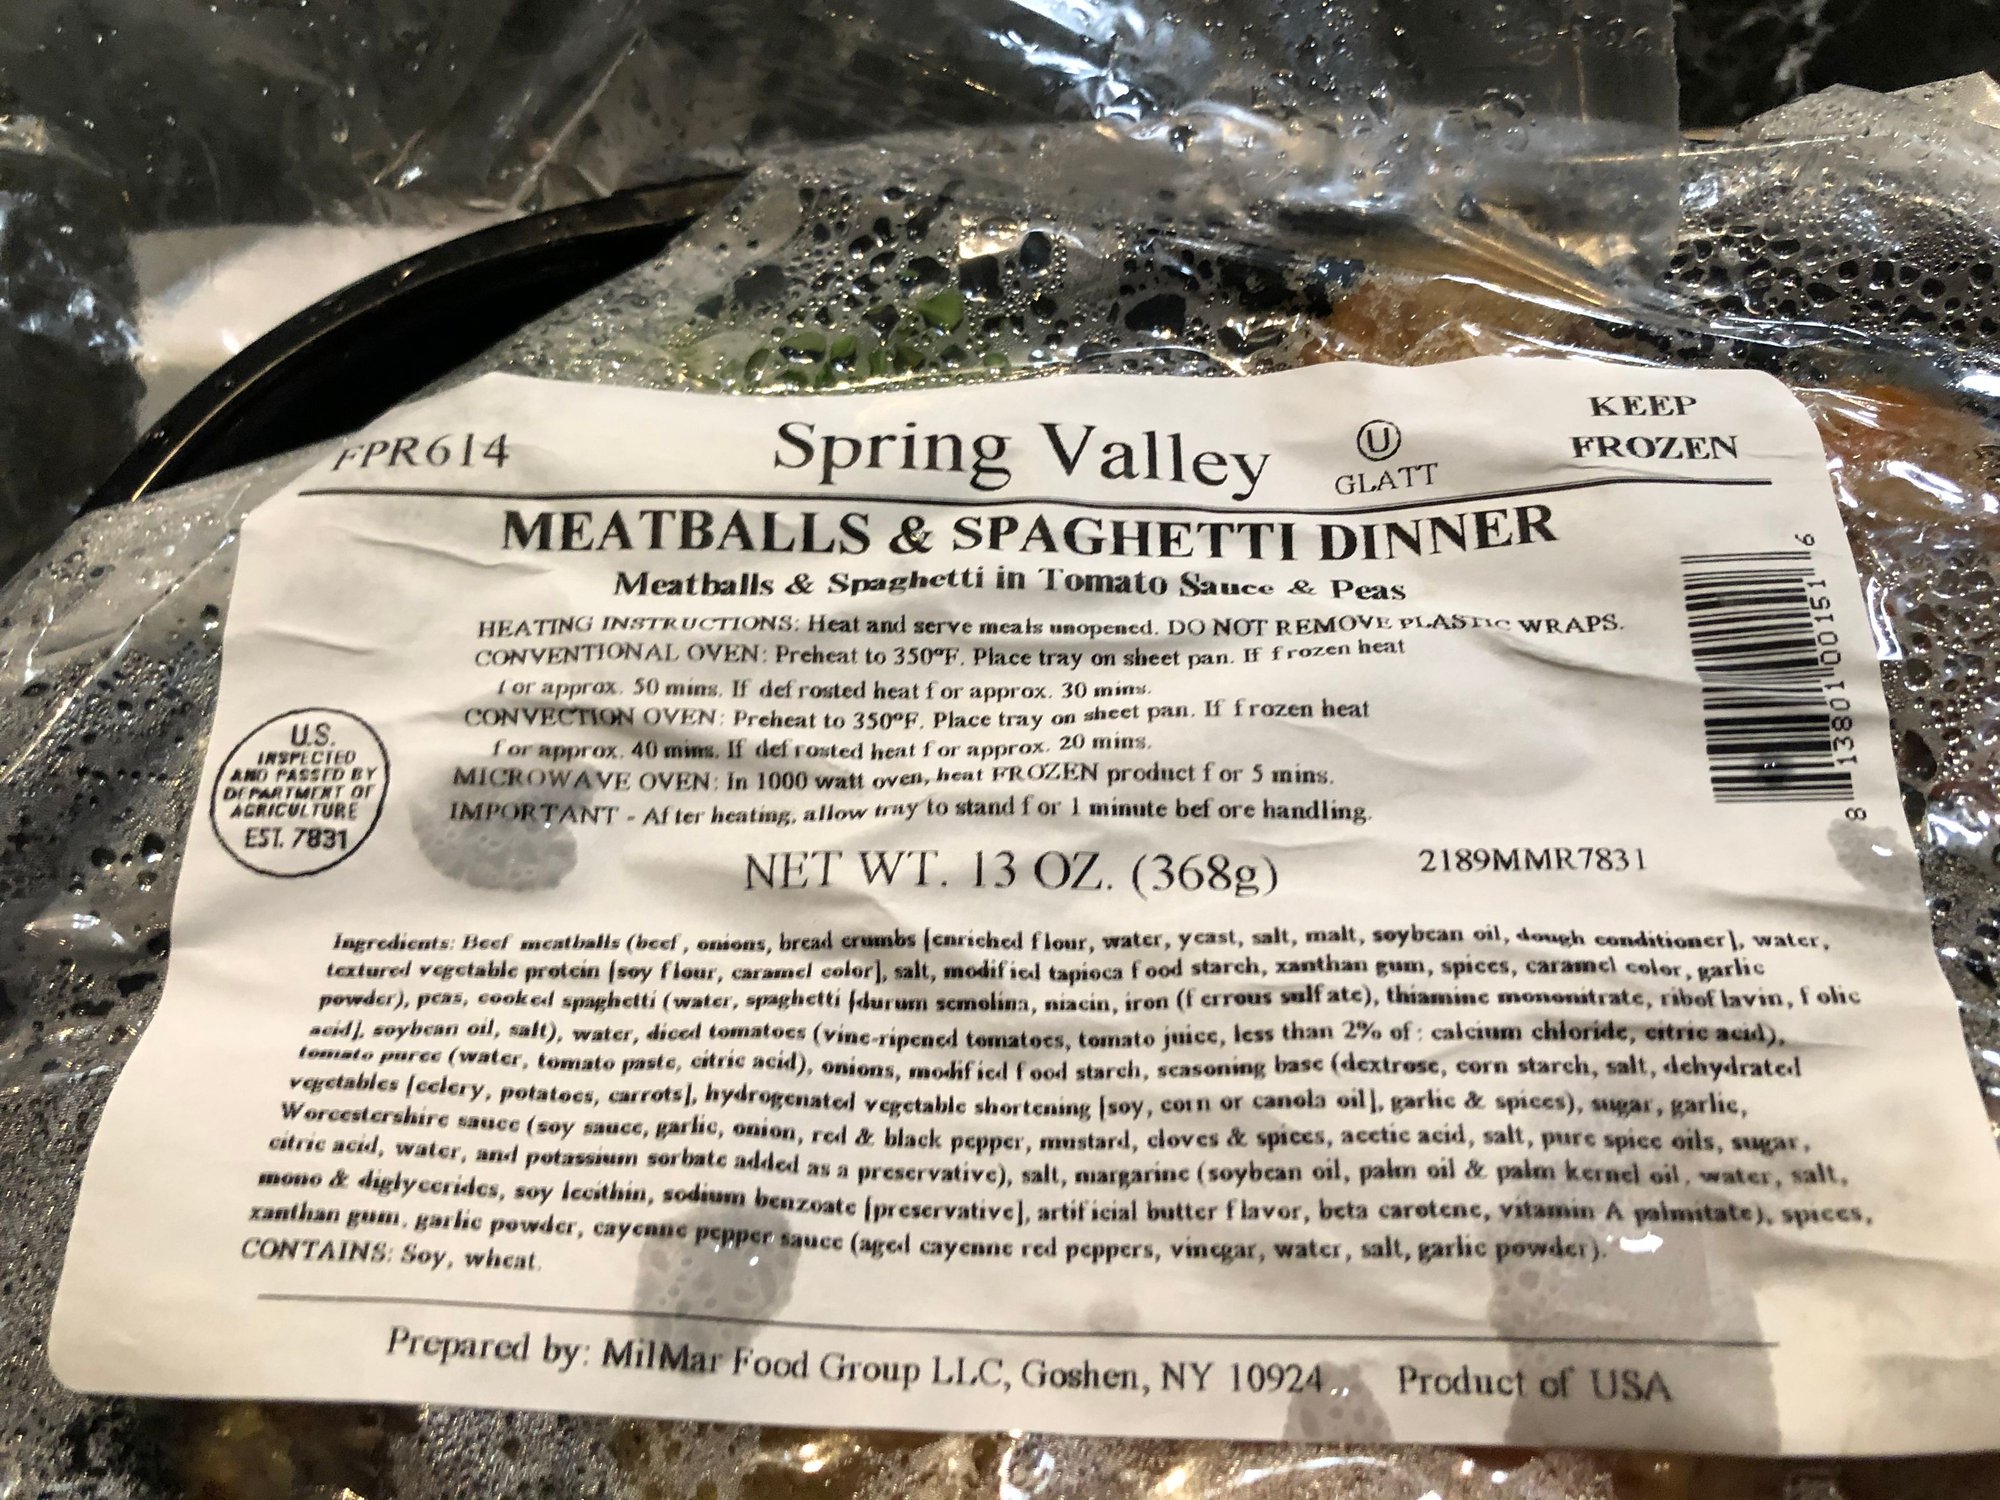 FPR614
Spring Valley
U
GLATT
KEEP
FROZEN
MEATBALLS & SPAGHETTI DINNER
Meatballs & Spaghetti in Tomato Sauce & Peas
HEATING INSTRUCTIONS: Heat and serve meals unopened. DO NOT REMOVE PLASTIC WRAPS.
CONVENTIONAL OVEN: Preheat to 350ºF. Place tray on sheet pan. If frozen heat
for approx. 50 mins. If defrosted heat for approx. 30 mins.
CONVECTION OVEN: Preheat to 350ºF. Place tray on sheet pan. If frozen heat
for approx. 40 mins. If defrosted heat for approx. 20 mins.
MICROWAVE OVEN: In 1000 watt oven, heat FROZEN product for 5 mins.
IMPORTANT - After heating, allow tray to stand for 1 minute before handling.
U.S.
INSPECTED
AND PASSED BY
DEPARTMENT OF
AGRICULTURE
EST. 7831
8 13801 00151 6
NET WT. 13 OZ. (368g)
2189MMR7831
Ingredients: Beef meatballs (beef, onions, bread crumbs [enriched flour, water, yeast, salt, malt, soybean oil, dough conditioner], water,
textured vegetable protein [soy flour, caramel color], salt, modified tapioca food starch, xanthan gum, spices, caramel color, garlic
powder), peas, cooked spaghetti (water, spaghetti [durum semolina, niacin, iron (ferrous sulfate), thiamine mononitrate, riboflavin, folic
acid], soybean oil, salt), water, diced tomatoes (vine-ripened tomatoes, tomato juice, less than 2% of: calcium chloride, citric acid),
tomato puree (water, tomato paste, citric acid), onions, modified food starch, seasoning base (dextrose, corn starch, salt, dehydrated
vegetables [celery, potatoes, carrots], hydrogenated vegetable shortening [soy, corn or canola oil], garlic & spices), sugar, garlic,
Worcestershire sauce (soy sauce, garlic, onion, red & black pepper, mustard, cloves & spices, acetic acid, salt, pure spice oils, sugar,
citric acid, water, and potassium sorbate added as a preservative), salt, margarine (soybean oil, palm oil & palm kernel oil, water, salt,
mono & diglycerides, soy lecithin, sodium benzoate [preservative], artificial butter flavor, beta carotene, vitamin A palmitate), spices,
xanthan gum, garlic powder, cayenne pepper sauce (aged cayenne red peppers, vinegar, water, salt, garlic powder).
CONTAINS: Soy, wheat.
Prepared by: MilMar Food Group LLC, Goshen, NY 10924. Product of USA